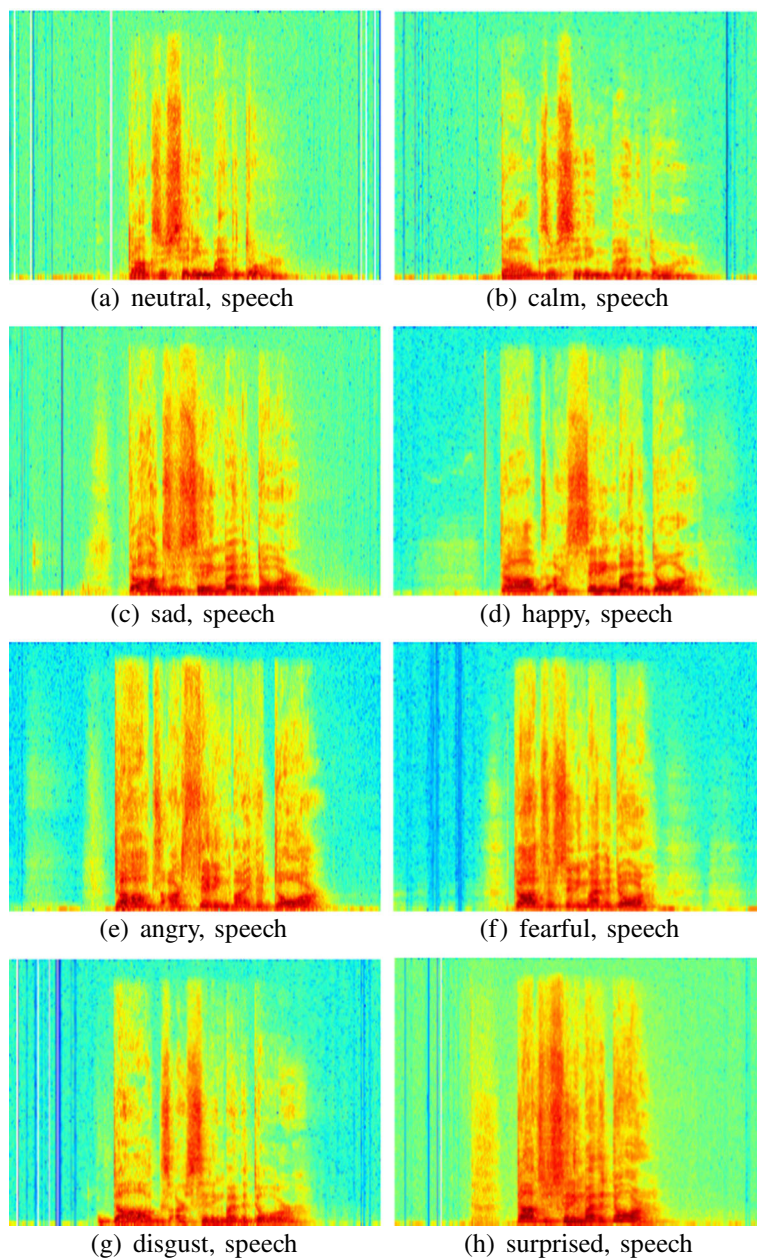 (a) neutral, speech
(b) calm, speech
(c) sad, speech
(d) happy, speech
(e) angry, speech
(f) fearful, speech
(g) disgust, speech
(h) surprised, speech